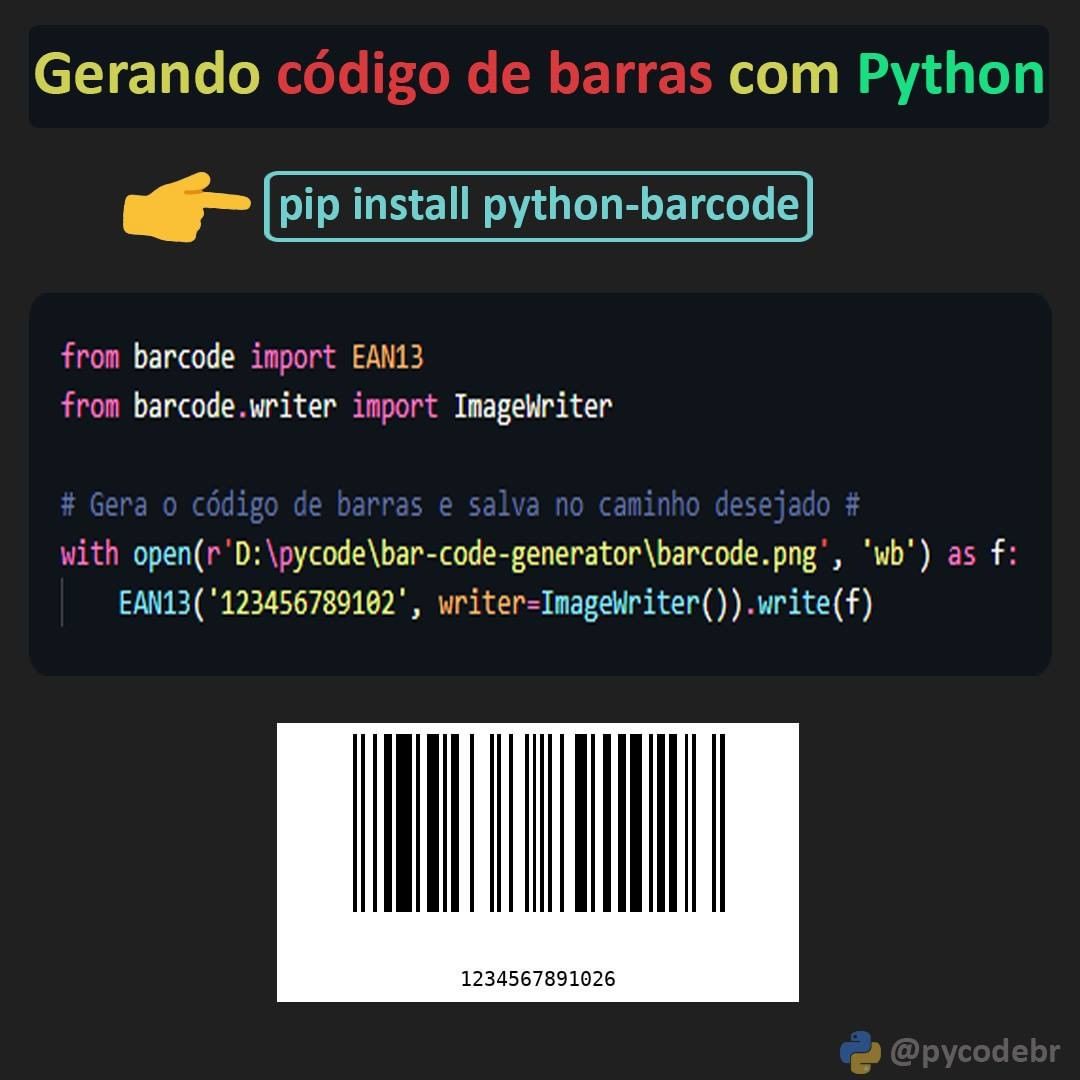 Gerando código de barras com Python
pip install python-barcode
from barcode import EAN13
from barcode.writer import ImageWriter
# Gera o código de barras e salva no caminho desejado #
with open(r'D:\pycode\bar-code-generator\barcode.png', 'wb') as f:
    EAN13('123456789102', writer=ImageWriter()).write(f)
1234567891026
@pycodebr